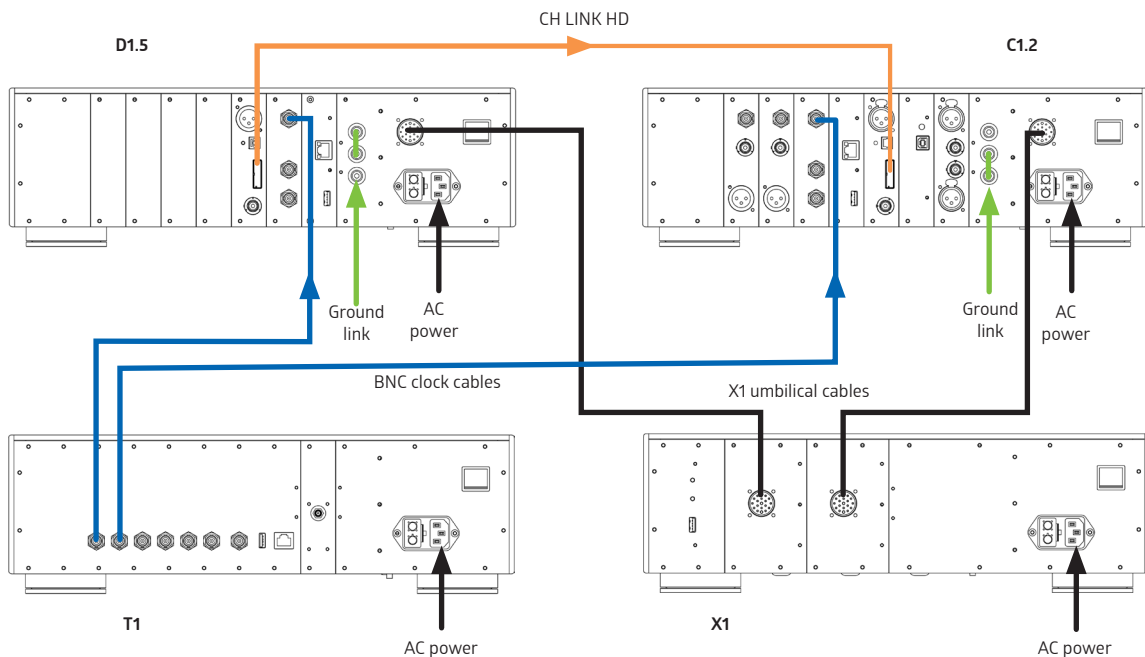 CH LINK HD
D1.5
C1.2
Ground
link
AC
power
Ground
link
AC
power
BNC clock cables
X1 umbilical cables
T1
AC power
X1
AC power